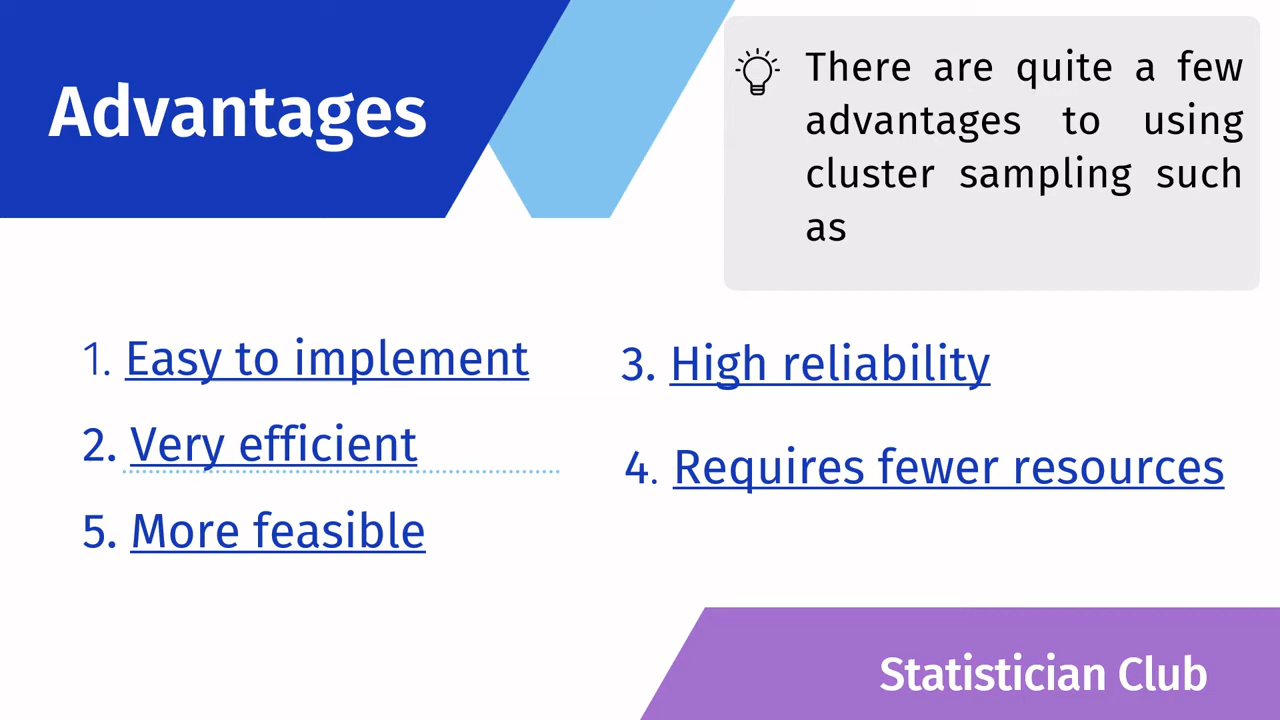 Advantages
There are quite a few
advantages to using
cluster sampling such
as
1. Easy to implement
2. Very efficient
5. More feasible
3. High reliability
4. Requires fewer resources
Statistician Club